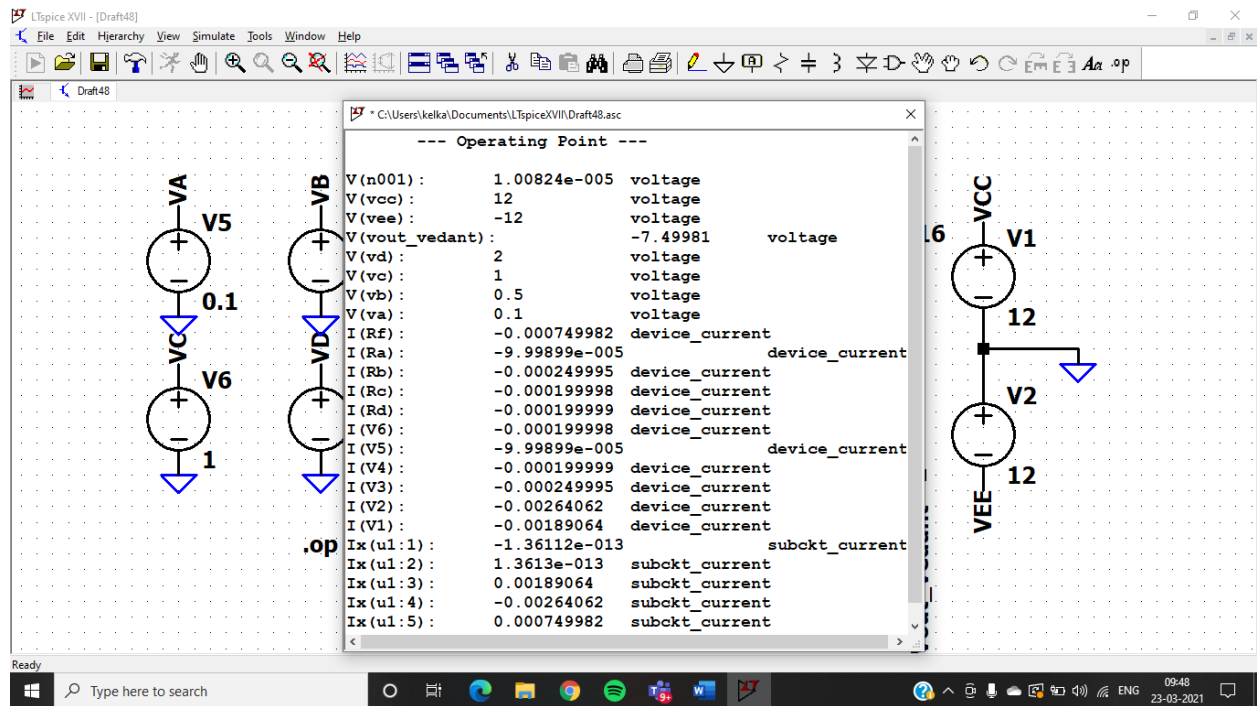 LTspice XVII - [Draft48]
File Edit Hierarchy View Simulate Tools Window Help
Aa .op
Draft48
* C:\Users\kelka\Documents\LTspiceXVII\Draft48.asc
--- Operating Point ---
V(n001): 1.00824e-005 voltage
V(vcc): 12 voltage
V(vee): -12 voltage
V(vout_vedant): -7.49981 voltage
V(vd): 2 voltage
V(vc): 1 voltage
V(vb): 0.5 voltage
V(va): 0.1 voltage
I(Rf): -0.000749982 device_current
I(Ra): -9.99899e-005 device_current
I(Rb): -0.000249995 device_current
I(Rc): -0.000199998 device_current
I(Rd): -0.000199999 device_current
I(V6): -0.000199998 device_current
I(V5): -9.99899e-005 device_current
I(V4): -0.000199999 device_current
I(V3): -0.000249995 device_current
I(V2): -0.00264062 device_current
I(V1): -0.00189064 device_current
Ix(u1:1): -1.36112e-013 subckt_current
Ix(u1:2): 1.3613e-013 subckt_current
Ix(u1:3): 0.00189064 subckt_current
Ix(u1:4): -0.00264062 subckt_current
Ix(u1:5): 0.000749982 subckt_current
VA
V5
0.1
VB
VC
V6
1
VD
.op
16
VCC
V1
12
V2
12
VEE
Ready
Type here to search
9+
ENG
09:48
23-03-2021